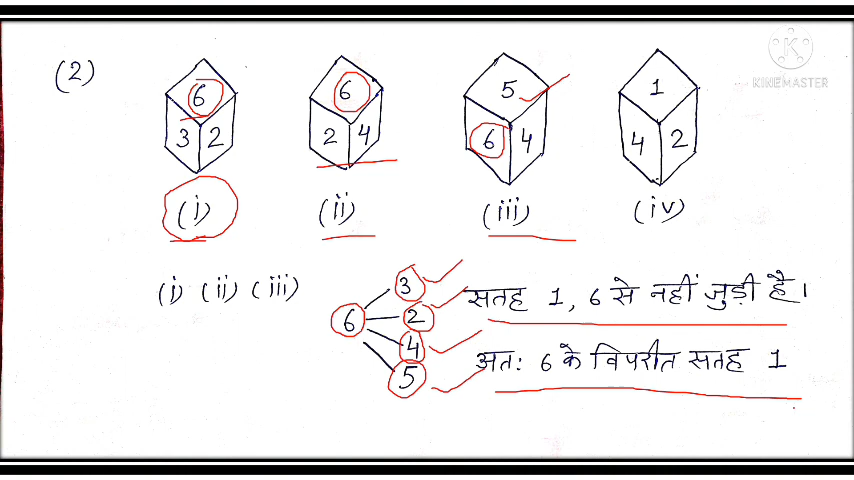 (2)
6
3 2
6
2 4
5
6 4
1
4 2
(i) (ii) (iii) (iv)
K
KINEMASTER
(i) (ii) (iii)
6
3
2
4
5
सतह 1, 6 से नहीं जुड़ी है।
अतः 6 के विपरीत सतह 1